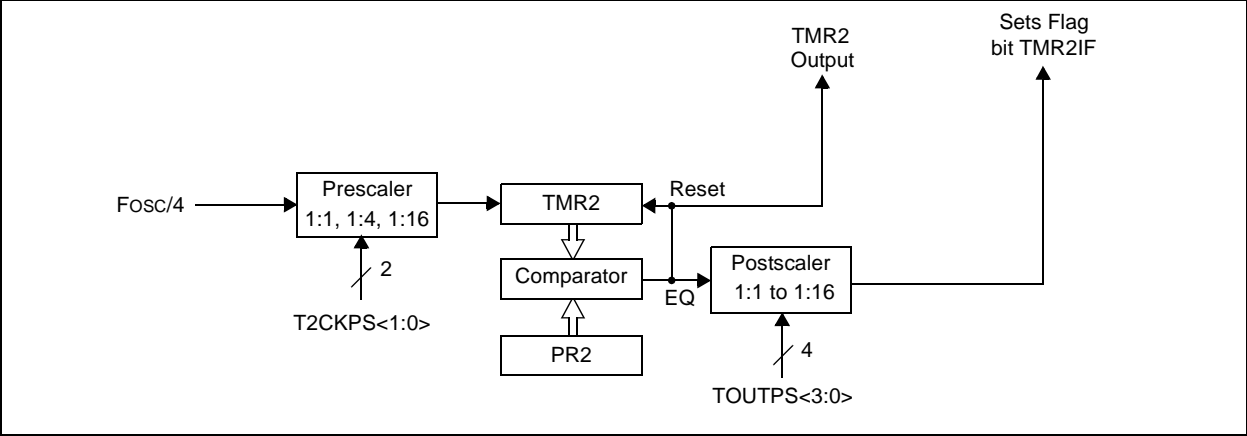 TMR2
Output
Sets Flag
bit TMR2IF
FOSC/4
Prescaler
1:1, 1:4, 1:16
TMR2
Reset
2
T2CKPS<1:0>
Comparator
EQ
Postscaler
1:1 to 1:16
PR2
4
TOUTPS<3:0>